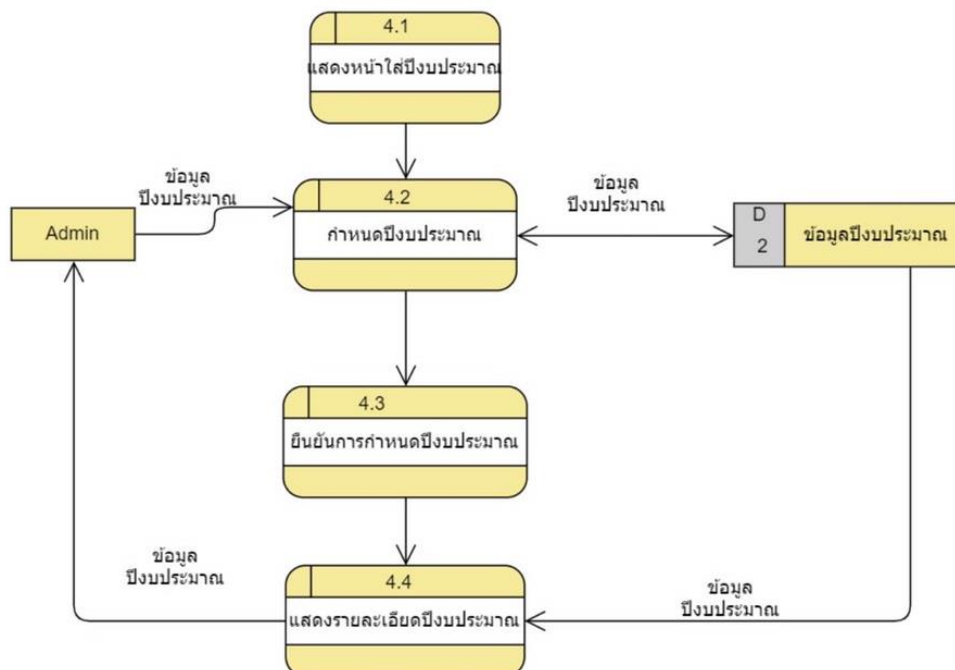 4.1
แสดงหน้าใส่ปีงบประมาณ
ข้อมูล
ปีงบประมาณ
4.2
กำหนดปีงบประมาณ
ข้อมูล
ปีงบประมาณ
Admin
D
2
ข้อมูลปีงบประมาณ
4.3
ยืนยันการกำหนดปีงบประมาณ
ข้อมูล
ปีงบประมาณ
4.4
แสดงรายละเอียดปีงบประมาณ
ข้อมูล
ปีงบประมาณ